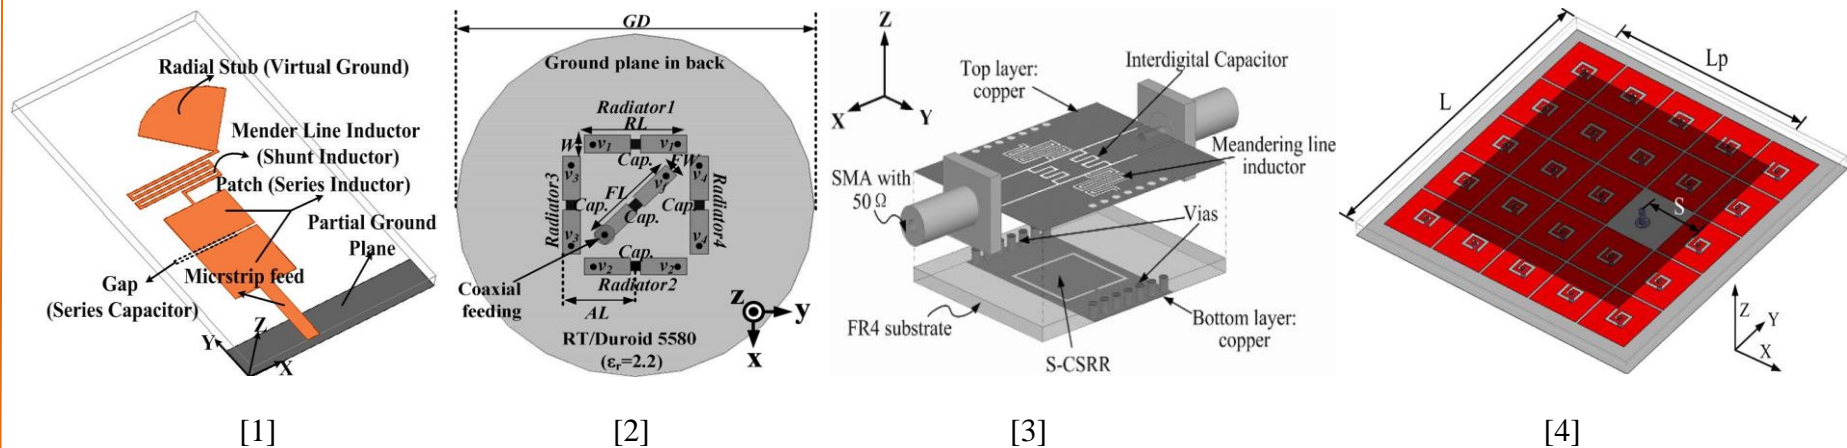 Radial Stub (Virtual Ground)
Mender Line Inductor
(Shunt Inductor)
Patch (Series Inductor)
Partial Ground
Plane
Gap
(Series Capacitor)
Micrstrip feed
Y
Z
X
[1]
GD
Ground plane in back
Radiator1
RL
W
v1
v1
Cap.
FW
v3
v4
vf
FL
Radiator3
Cap.
Cap.
Cap.
Radiator4
v3
v4
Cap.
v2
v2
Radiator2
Coaxial
feeding
AL
RT/Duroid 5580
(εr=2.2)
z
y
x
[2]
Z
X
Y
Top layer:
copper
Interdigital Capacitor
Meandering line
inductor
SMA with
50 Ω
Vias
FR4 substrate
Bottom layer:
copper
S-CSRR
[3]
L
Lp
S
Z
Y
X
[4]